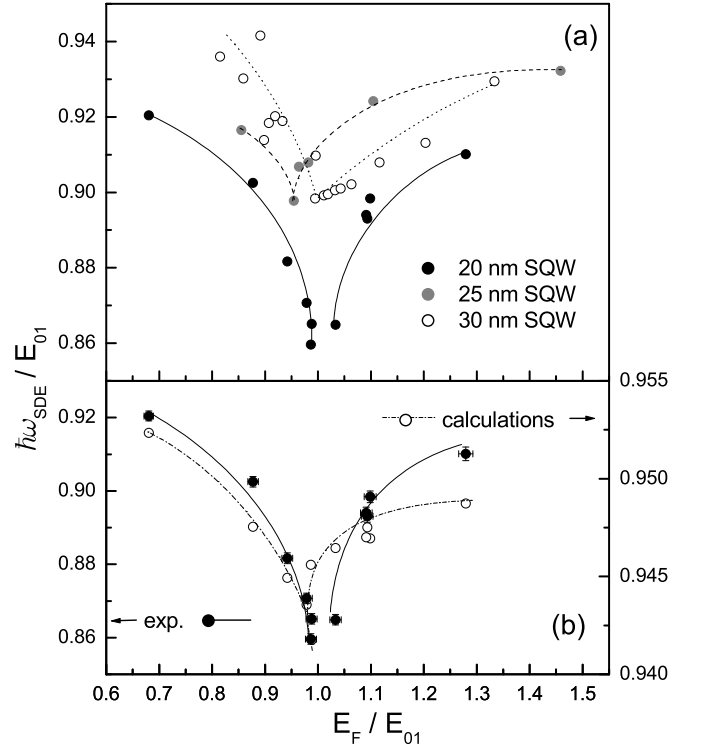 (a)
0.94
0.92
0.90
0.88
0.86
20 nm SQW
25 nm SQW
30 nm SQW
ħω_SDE / E_01
0.955
0.92
calculations
0.950
0.90
0.88
0.945
exp.
(b)
0.86
0.940
0.6 0.7 0.8 0.9 1.0 1.1 1.2 1.3 1.4 1.5
E_F / E_01